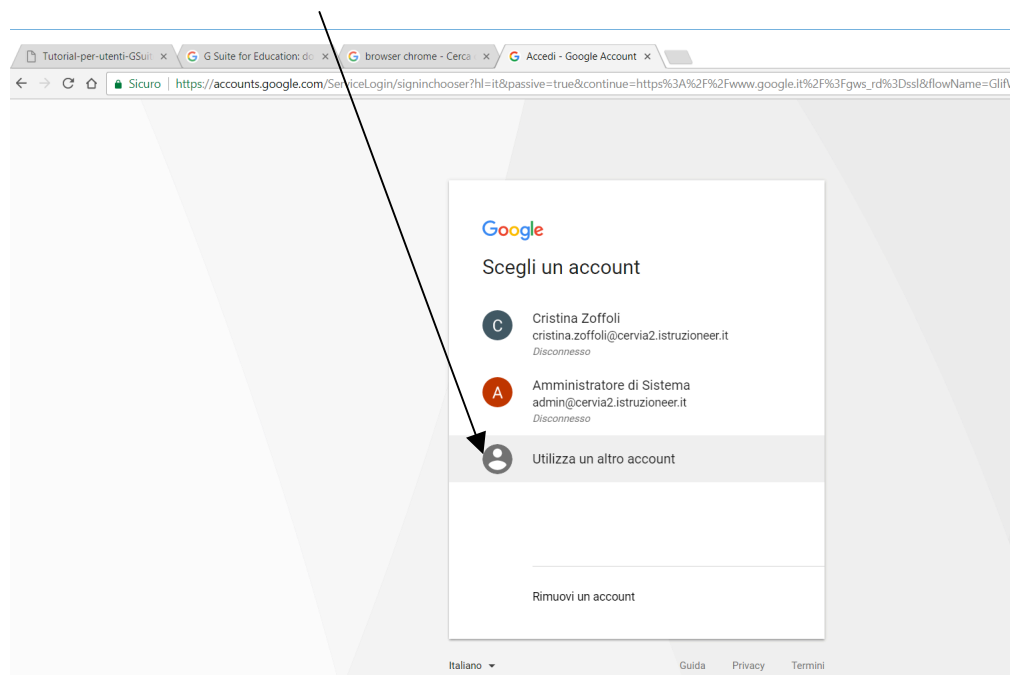 Tutorial-per-utenti-GSuit
G Suite for Education: do
browser chrome - Cerca
Accedi - Google Account
Sicuro
https://accounts.google.com/ServiceLogin/signinchooser?hl=it&passive=true&continue=https%3A%2F%2Fwww.google.it%2F%3Fgws_rd%3Dssl&flowName=Glif
Google
Scegli un account
C
Cristina Zoffoli
cristina.zoffoli@cervia2.istruzioneer.it
Disconnesso
A
Amministratore di Sistema
admin@cervia2.istruzioneer.it
Disconnesso
Utilizza un altro account
Rimuovi un account
Italiano
Guida Privacy Termini